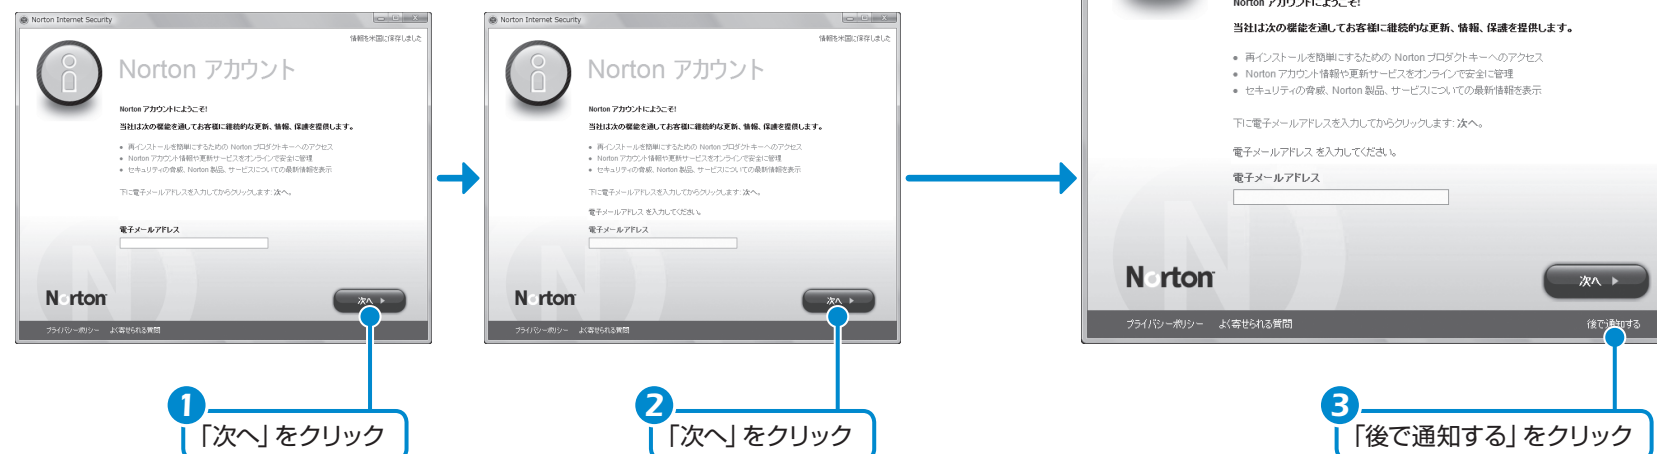 Norton Internet Security
情報を米国に保存しました
Norton アカウント
Norton アカウントにようこそ!
当社は次の機能を通してお客様に継続的な更新、情報、保護を提供します。
再インストールを簡単にするための Norton プロダクトキーへのアクセス
Norton アカウント情報や更新サービスをオンラインで安全に管理
セキュリティの脅威、Norton 製品、サービスについての最新情報を表示
下に電子メールアドレスを入力してからクリックします: 次へ。
電子メールアドレス
Norton
次へ
プライバシーポリシー よく寄せられる質問
1
「次へ」をクリック
Norton Internet Security
情報を米国に保存しました
Norton アカウント
Norton アカウントにようこそ!
当社は次の機能を通してお客様に継続的な更新、情報、保護を提供します。
再インストールを簡単にするための Norton プロダクトキーへのアクセス
Norton アカウント情報や更新サービスをオンラインで安全に管理
セキュリティの脅威、Norton 製品、サービスについての最新情報を表示
下に電子メールアドレスを入力してからクリックします: 次へ。
電子メールアドレス を入力してください。
電子メールアドレス
Norton
次へ
プライバシーポリシー よく寄せられる質問
2
「次へ」をクリック
Norton アカウントにようこそ!
当社は次の機能を通してお客様に継続的な更新、情報、保護を提供します。
再インストールを簡単にするための Norton プロダクトキーへのアクセス
Norton アカウント情報や更新サービスをオンラインで安全に管理
セキュリティの脅威、Norton 製品、サービスについての最新情報を表示
下に電子メールアドレスを入力してからクリックします: 次へ。
電子メールアドレス を入力してください。
電子メールアドレス
Norton
次へ
プライバシーポリシー よく寄せられる質問 後で通知する
3
「後で通知する」をクリック